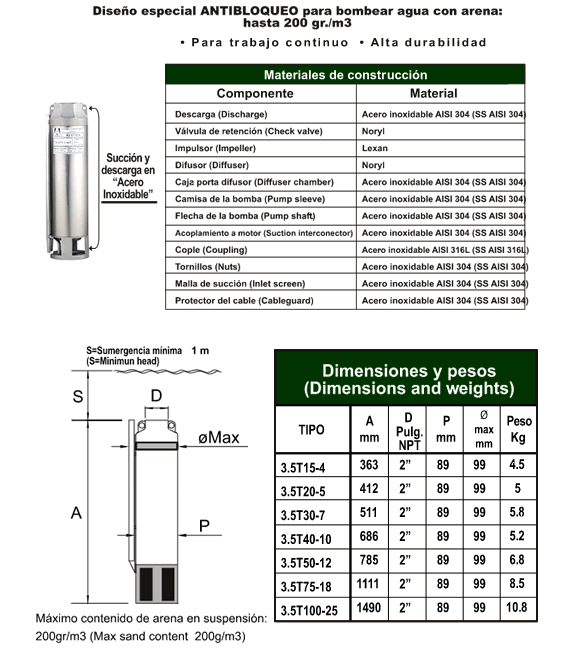 Diseño especial ANTIBLOQUEO para bombear agua con arena:
hasta 200 gr./m3
• Para trabajo continuo • Alta durabilidad
Materiales de construcción
Componente Material
Descarga (Discharge) Acero inoxidable AISI 304 (SS AISI 304)
Válvula de retención (Check valve) Noryl
Impulsor (Impeller) Lexan
Difusor (Diffuser) Noryl
Caja porta difusor (Diffuser chamber) Acero inoxidable AISI 304 (SS AISI 304)
Camisa de la bomba (Pump sleeve) Acero inoxidable AISI 304 (SS AISI 304)
Flecha de la bomba (Pump shaft) Acero inoxidable AISI 304 (SS AISI 304)
Acoplamiento a motor (Suction interconector) Acero inoxidable AISI 304 (SS AISI 304)
Cople (Coupling) Acero inoxidable AISI 316L (SS AISI 316L)
Tornillos (Nuts) Acero inoxidable AISI 304 (SS AISI 304)
Malla de succión (Inlet screen) Acero inoxidable AISI 304 (SS AISI 304)
Protector del cable (Cableguard) Acero inoxidable AISI 304 (SS AISI 304)
Succión y
descarga en
“Acero
Inoxidable”
S=Sumergencia mínima 1 m
(S=Minimun head)
S
D
øMax
A
P
Máximo contenido de arena en suspensión:
200gr/m3 (Max sand content 200g/m3)
Dimensiones y pesos
(Dimensions and weights)
TIPO A mm D Pulg. NPT P mm Ø max mm Peso Kg
3.5T15-4 363 2” 89 99 4.5
3.5T20-5 412 2” 89 99 5
3.5T30-7 511 2” 89 99 5.8
3.5T40-10 686 2” 89 99 5.2
3.5T50-12 785 2” 89 99 6.8
3.5T75-18 1111 2” 89 99 8.5
3.5T100-25 1490 2” 89 99 10.8